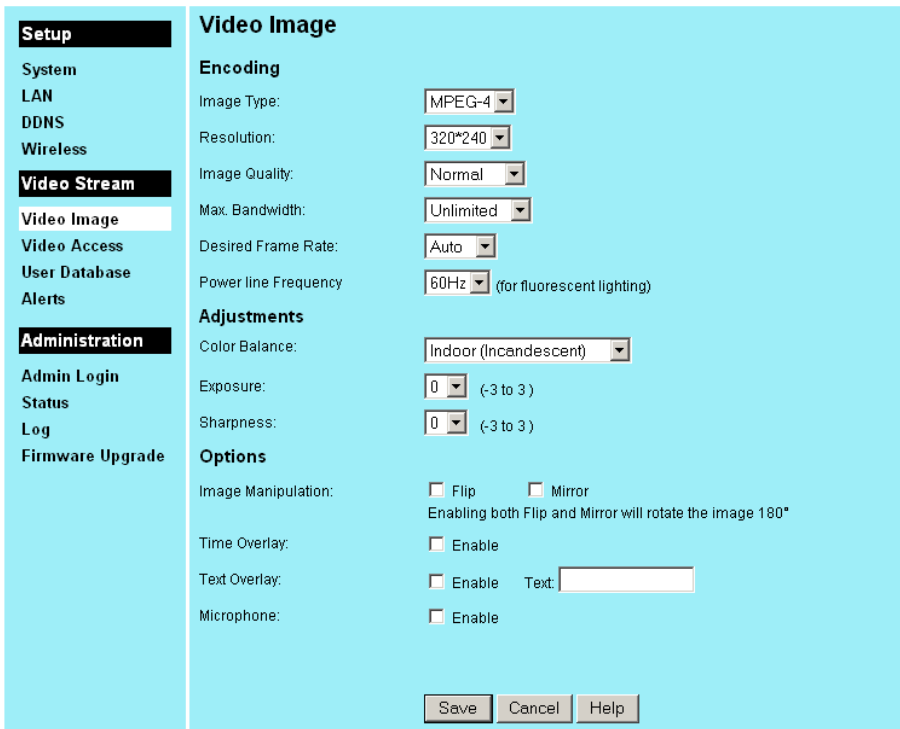 Setup
System
LAN
DDNS
Wireless
Video Stream
Video Image
Video Access
User Database
Alerts
Administration
Admin Login
Status
Log
Firmware Upgrade
Video Image
Encoding
Image Type: MPEG-4
Resolution: 320*240
Image Quality: Normal
Max. Bandwidth: Unlimited
Desired Frame Rate: Auto
Power line Frequency 60Hz (for fluorescent lighting)
Adjustments
Color Balance: Indoor (Incandescent)
Exposure: 0 (-3 to 3 )
Sharpness: 0 (-3 to 3 )
Options
Image Manipulation: Flip Mirror
Enabling both Flip and Mirror will rotate the image 180°
Time Overlay: Enable
Text Overlay: Enable Text:
Microphone: Enable
Save Cancel Help